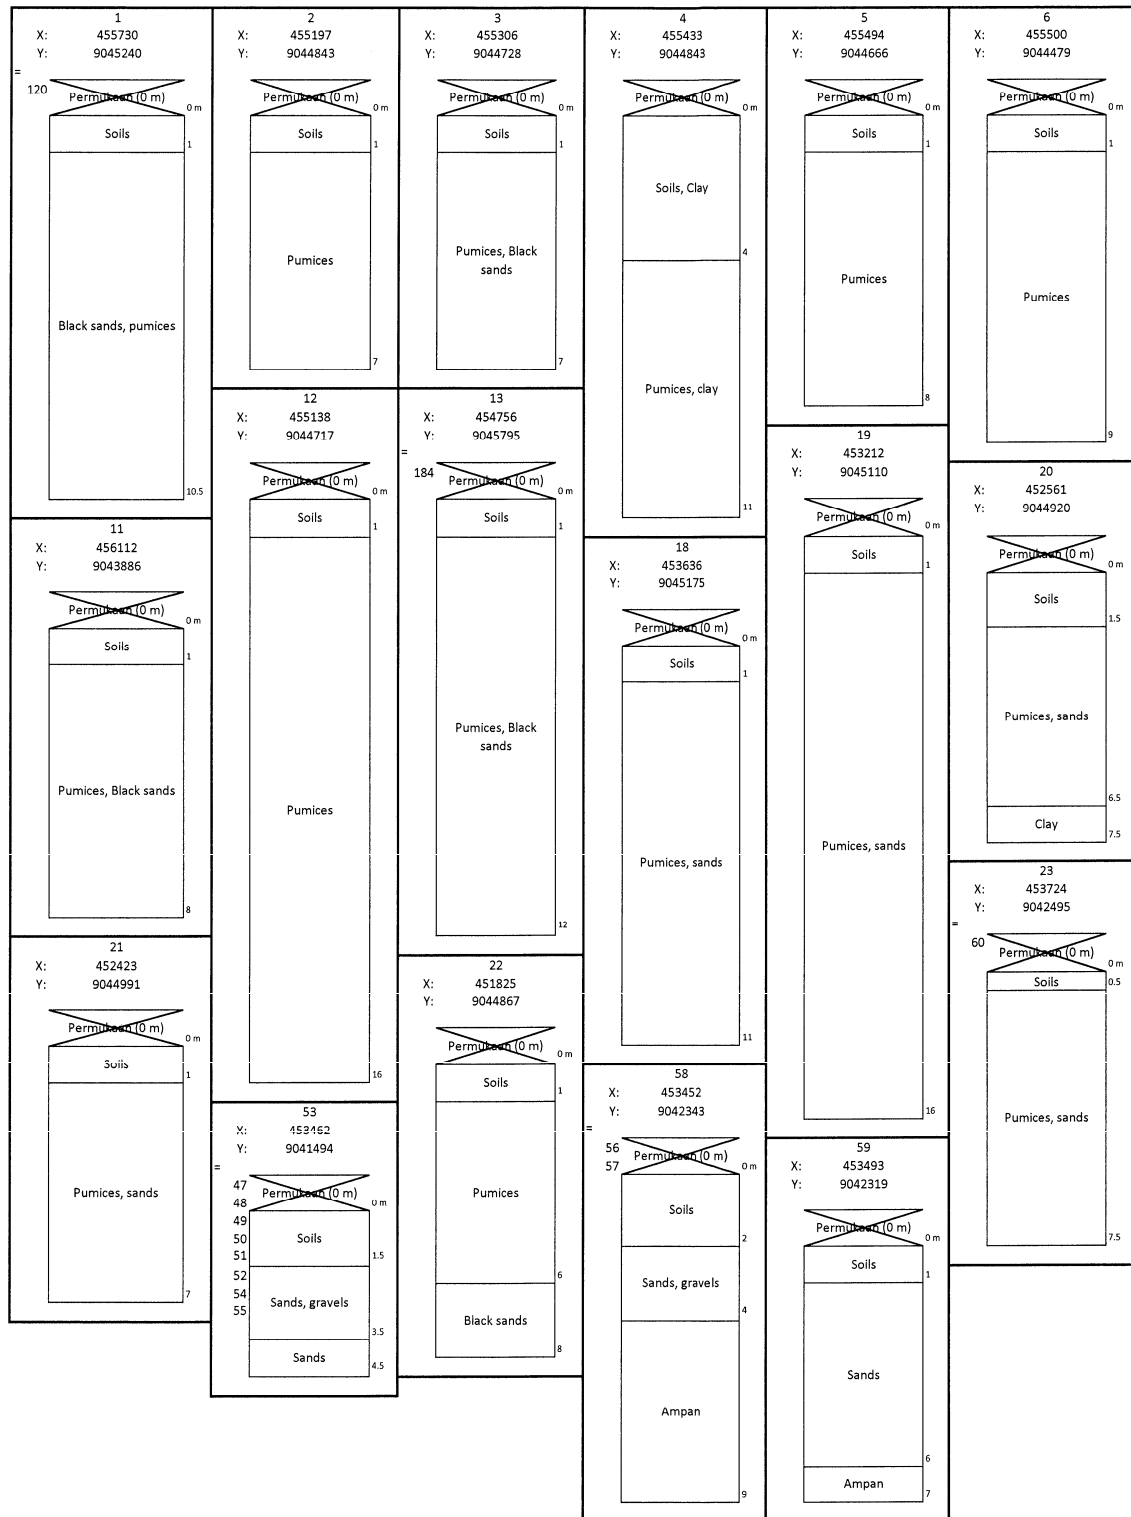 1
X: 455730
Y: 9045240
=
120
Permukaan (0 m)
0 m
Soils
1
Black sands, pumices
10.5
2
X: 455197
Y: 9044843
Permukaan (0 m)
0 m
Soils
1
Pumices
7
3
X: 455306
Y: 9044728
Permukaan (0 m)
0 m
Soils
1
Pumices, Black
sands
7
4
X: 455433
Y: 9044843
Permukaan (0 m)
0 m
Soils, Clay
4
Pumices, clay
11
5
X: 455494
Y: 9044666
Permukaan (0 m)
0 m
Soils
1
Pumices
8
6
X: 455500
Y: 9044479
Permukaan (0 m)
0 m
Soils
1
Pumices
9
11
X: 456112
Y: 9043886
Permukaan (0 m)
0 m
Soils
1
Pumices, Black sands
8
12
X: 455138
Y: 9044717
Permukaan (0 m)
0 m
Soils
1
Pumices
16
13
X: 454756
Y: 9045795
=
184
Permukaan (0 m)
0 m
Soils
1
Pumices, Black
sands
12
18
X: 453636
Y: 9045175
Permukaan (0 m)
0 m
Soils
1
Pumices, sands
11
19
X: 453212
Y: 9045110
Permukaan (0 m)
0 m
Soils
1
Pumices, sands
16
20
X: 452561
Y: 9044920
Permukaan (0 m)
0 m
Soils
1.5
Pumices, sands
6.5
Clay
7.5
21
X: 452423
Y: 9044991
Permukaan (0 m)
0 m
Soils
1
Pumices, sands
7
22
X: 451825
Y: 9044867
Permukaan (0 m)
0 m
Soils
1
Pumices
6
Black sands
8
23
X: 453724
Y: 9042495
=
60
Permukaan (0 m)
0 m
Soils
0.5
Pumices, sands
7.5
53
X: 453462
Y: 9041494
=
47
Permukaan (0 m)
48
0 m
49
50
Soils
51
1.5
52
54
Sands, gravels
55
3.5
Sands
4.5
58
X: 453452
Y: 9042343
=
56
Permukaan (0 m)
57
0 m
Soils
2
Sands, gravels
4
Ampan
9
59
X: 453493
Y: 9042319
Permukaan (0 m)
0 m
Soils
1
Sands
6
Ampan
7